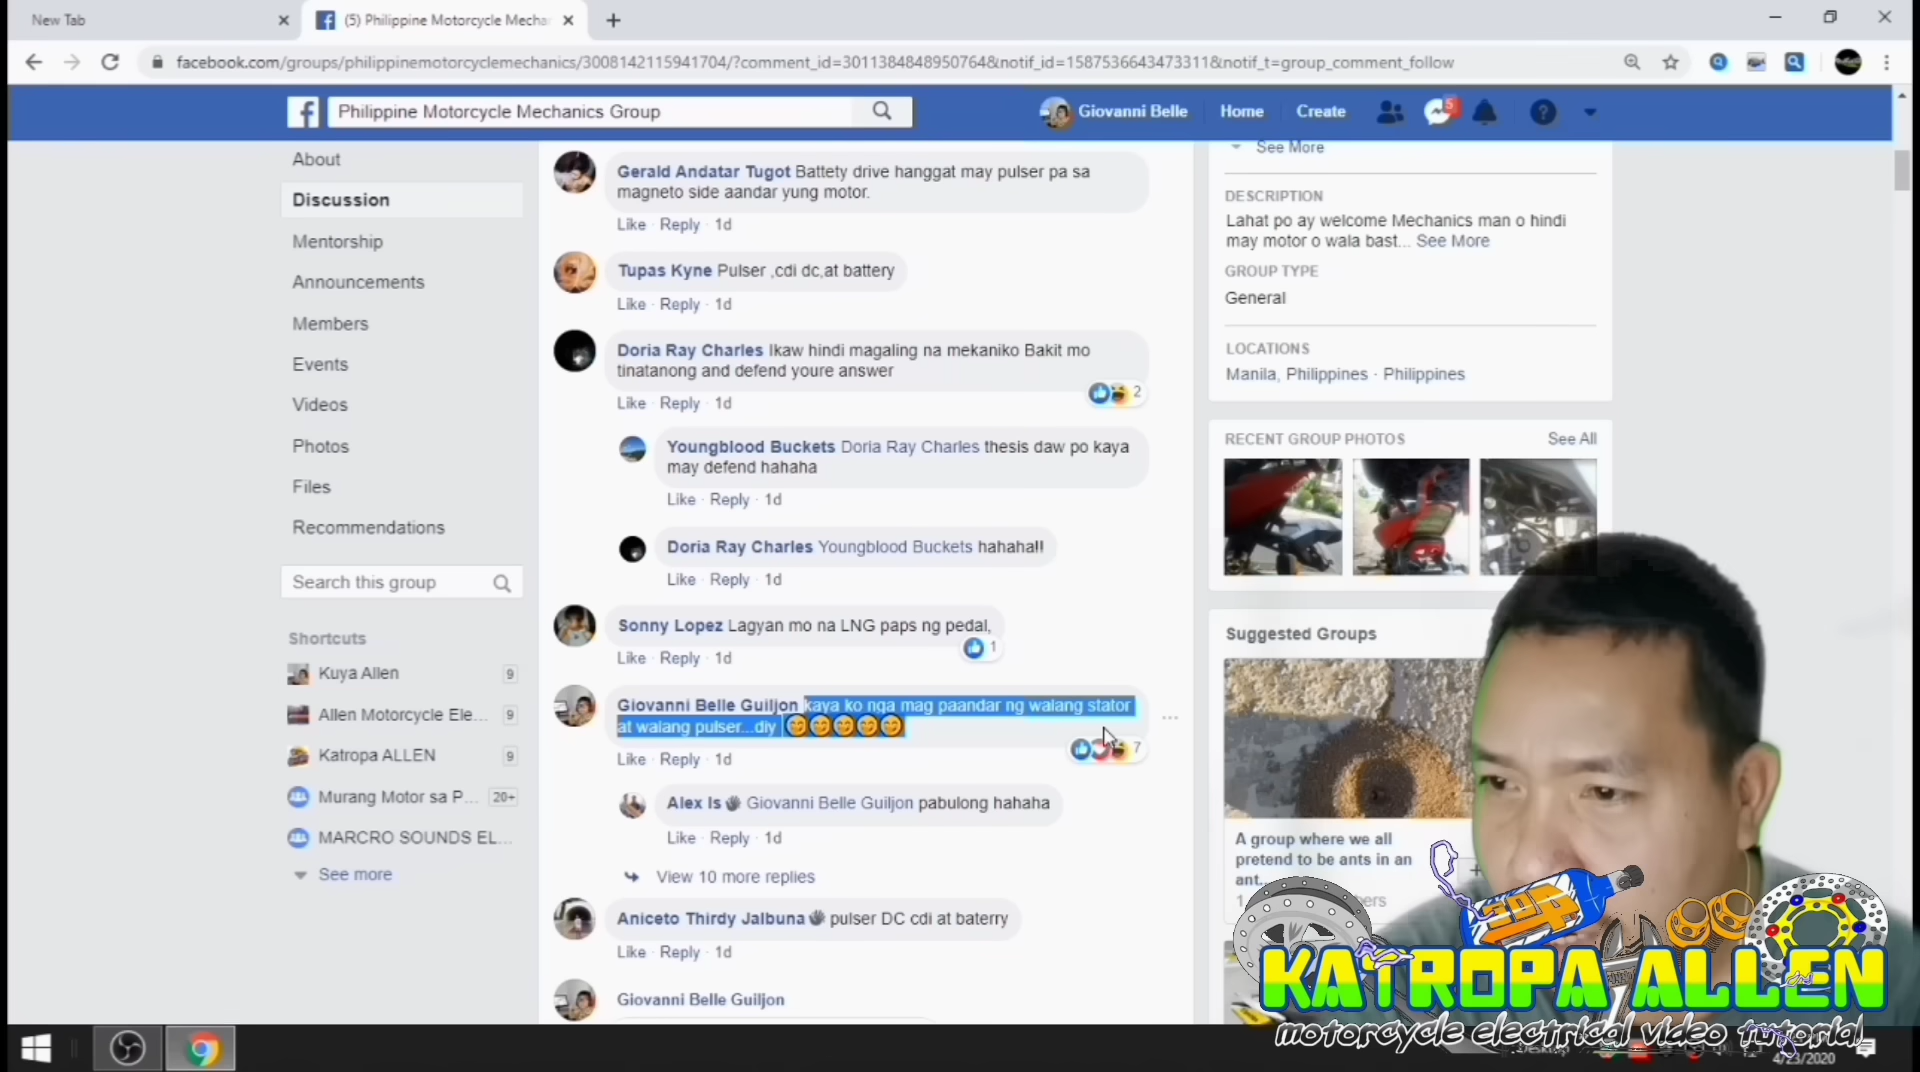 New Tab
(5) Philippine Motorcycle Mecha
facebook.com/groups/philippinemotorcyclemechanics/3008142115941704/?comment_id=3011384848950764&notif_id=1587536643473311&notif_t=group_comment_follow
Philippine Motorcycle Mechanics Group
Giovanni Belle
Home
Create
5
About
Discussion
Mentorship
Announcements
Members
Events
Videos
Photos
Files
Recommendations
Search this group
Shortcuts
Kuya Allen 9
Allen Motorcycle Ele... 9
Katropa ALLEN 9
Murang Motor sa P... 20+
MARCRO SOUNDS EL...
See more
Gerald Andatar Tugot Battety drive hanggat may pulser pa sa
magneto side aandar yung motor.
Like · Reply · 1d
Tupas Kyne Pulser ,cdi dc,at battery
Like · Reply · 1d
Doria Ray Charles Ikaw hindi magaling na mekaniko Bakit mo
tinatanong and defend youre answer
2
Like · Reply · 1d
Youngblood Buckets Doria Ray Charles thesis daw po kaya
may defend hahaha
Like · Reply · 1d
Doria Ray Charles Youngblood Buckets hahaha!!
Like · Reply · 1d
Sonny Lopez Lagyan mo na LNG paps ng pedal,
1
Like · Reply · 1d
Giovanni Belle Guiljon kaya ko nga mag paandar ng walang stator
at walang pulser...diy 🤭🤭🤭🤭🤭
7
Like · Reply · 1d
Alex Is Giovanni Belle Guiljon pabulong hahaha
Like · Reply · 1d
View 10 more replies
Aniceto Thirdy Jalbuna pulser DC cdi at baterry
Like · Reply · 1d
Giovanni Belle Guiljon
See More
DESCRIPTION
Lahat po ay welcome Mechanics man o hindi
may motor o wala bast... See More
GROUP TYPE
General
LOCATIONS
Manila, Philippines · Philippines
RECENT GROUP PHOTOS See All
Suggested Groups
A group where we all
pretend to be ants in an
ant...
KATROPA ALLEN
motorcycle electrical video tutorial
4/23/2020